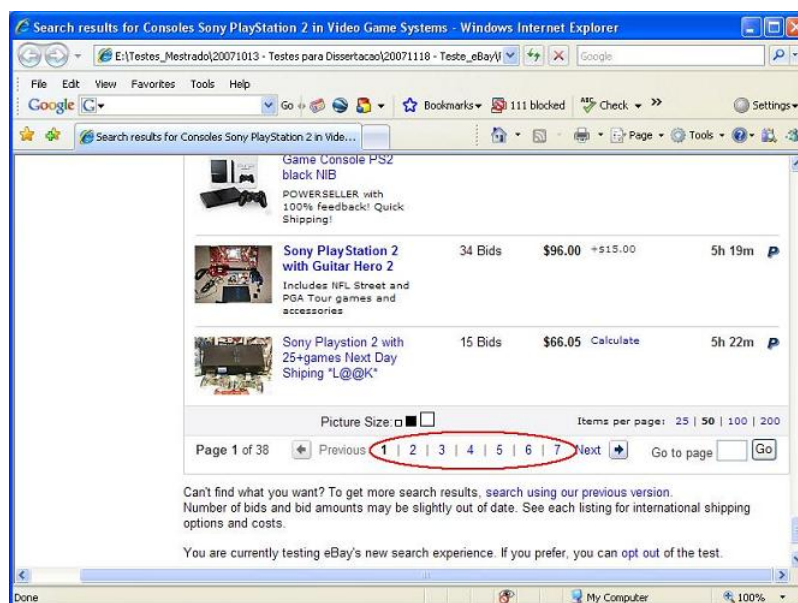 Search results for Consoles Sony PlayStation 2 in Video Game Systems - Windows Internet Explorer
E:\Testes_Mestrado\20071013 - Testes para Dissertacao\20071118 - Teste_eBay\
Google
File Edit View Favorites Tools Help
Google G Go Bookmarks 111 blocked ABC Check » Settings
Search results for Consoles Sony PlayStation 2 in Vide... Page Tools
Game Console PS2
black NIB
POWERSELLER with
100% feedback! Quick
Shipping!
Sony PlayStation 2 34 Bids $96.00 +$15.00 5h 19m P
with Guitar Hero 2
Includes NFL Street and
PGA Tour games and
accessories
Sony Playstion 2 with 15 Bids $66.05 Calculate 5h 22m P
25+games Next Day
Shiping *L@@K*
Picture Size: Items per page: 25 | 50 | 100 | 200
Page 1 of 38 Previous 1 | 2 | 3 | 4 | 5 | 6 | 7 Next Go to page Go
Can't find what you want? To get more search results, search using our previous version.
Number of bids and bid amounts may be slightly out of date. See each listing for international shipping
options and costs.
You are currently testing eBay's new search experience. If you prefer, you can opt out of the test.
Done My Computer 100%